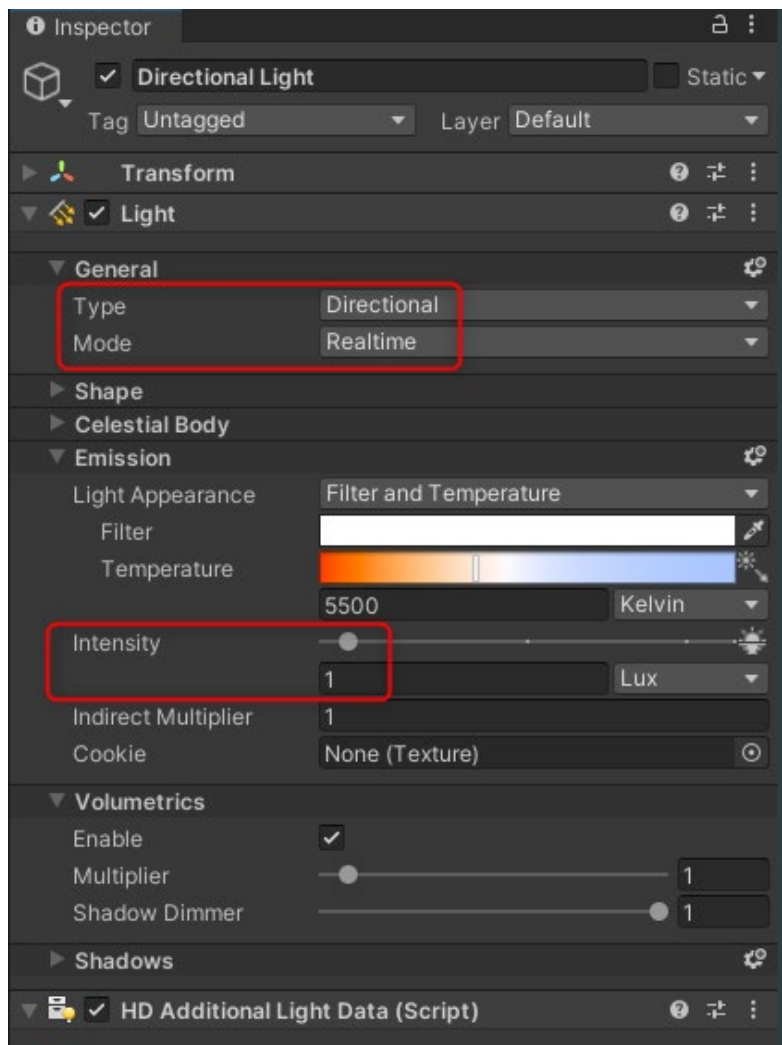 Inspector
Directional Light Static
Tag Untagged Layer Default
Transform
Light
General
Type Directional
Mode Realtime
Shape
Celestial Body
Emission
Light Appearance Filter and Temperature
Filter
Temperature
5500 Kelvin
Intensity
1 Lux
Indirect Multiplier 1
Cookie None (Texture)
Volumetrics
Enable
Multiplier 1
Shadow Dimmer 1
Shadows
HD Additional Light Data (Script)